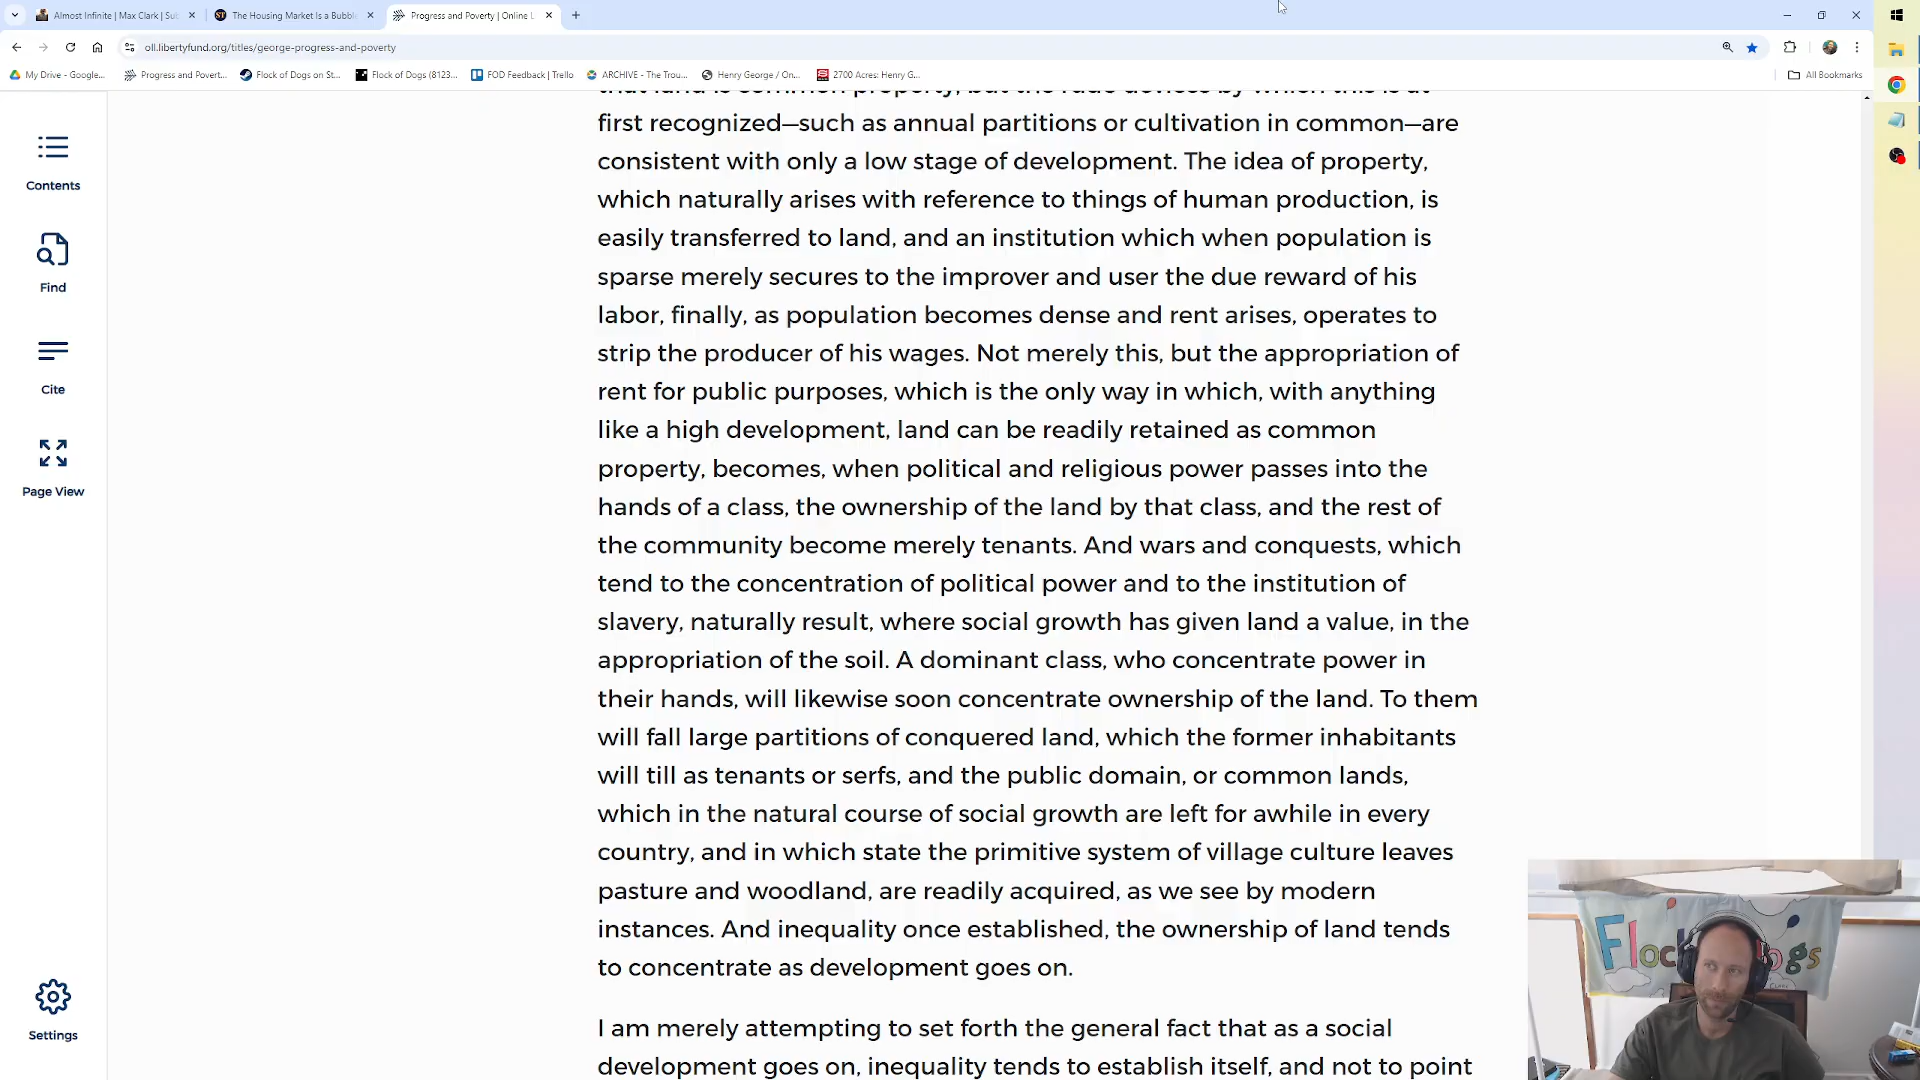 Almost Infinite | Max Clark | Sub
The Housing Market Is a Bubble
Progress and Poverty | Online L
oll.libertyfund.org/titles/george-progress-and-poverty
My Drive - Google...
Progress and Povert...
Flock of Dogs on St...
Flock of Dogs (8123...
FOD Feedback | Trello
ARCHIVE - The Trou...
Henry George / On...
2700 Acres: Henry G...
All Bookmarks
Contents
Find
Cite
Page View
Settings
that land is common property, but the rude devices by which this is at
first recognized—such as annual partitions or cultivation in common—are
consistent with only a low stage of development. The idea of property,
which naturally arises with reference to things of human production, is
easily transferred to land, and an institution which when population is
sparse merely secures to the improver and user the due reward of his
labor, finally, as population becomes dense and rent arises, operates to
strip the producer of his wages. Not merely this, but the appropriation of
rent for public purposes, which is the only way in which, with anything
like a high development, land can be readily retained as common
property, becomes, when political and religious power passes into the
hands of a class, the ownership of the land by that class, and the rest of
the community become merely tenants. And wars and conquests, which
tend to the concentration of political power and to the institution of
slavery, naturally result, where social growth has given land a value, in the
appropriation of the soil. A dominant class, who concentrate power in
their hands, will likewise soon concentrate ownership of the land. To them
will fall large partitions of conquered land, which the former inhabitants
will till as tenants or serfs, and the public domain, or common lands,
which in the natural course of social growth are left for awhile in every
country, and in which state the primitive system of village culture leaves
pasture and woodland, are readily acquired, as we see by modern
instances. And inequality once established, the ownership of land tends
to concentrate as development goes on.
I am merely attempting to set forth the general fact that as a social
development goes on, inequality tends to establish itself, and not to point